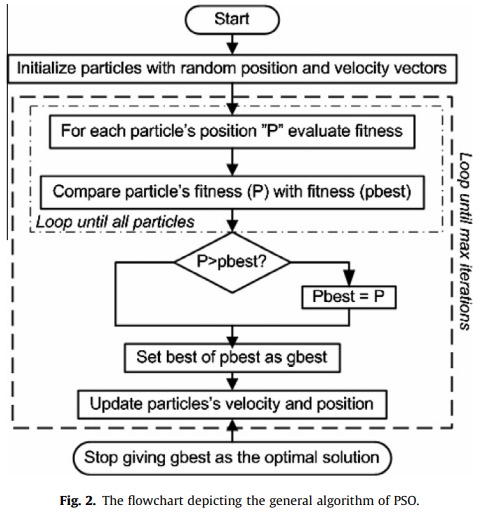 Start
Initialize particles with random position and velocity vectors
For each particle's position "P" evaluate fitness
Compare particle's fitness (P) with fitness (pbest)
Loop until all particles
Loop until max iterations
P>pbest?
Pbest = P
Set best of pbest as gbest
Update particles's velocity and position
Stop giving gbest as the optimal solution
Fig. 2. The flowchart depicting the general algorithm of PSO.